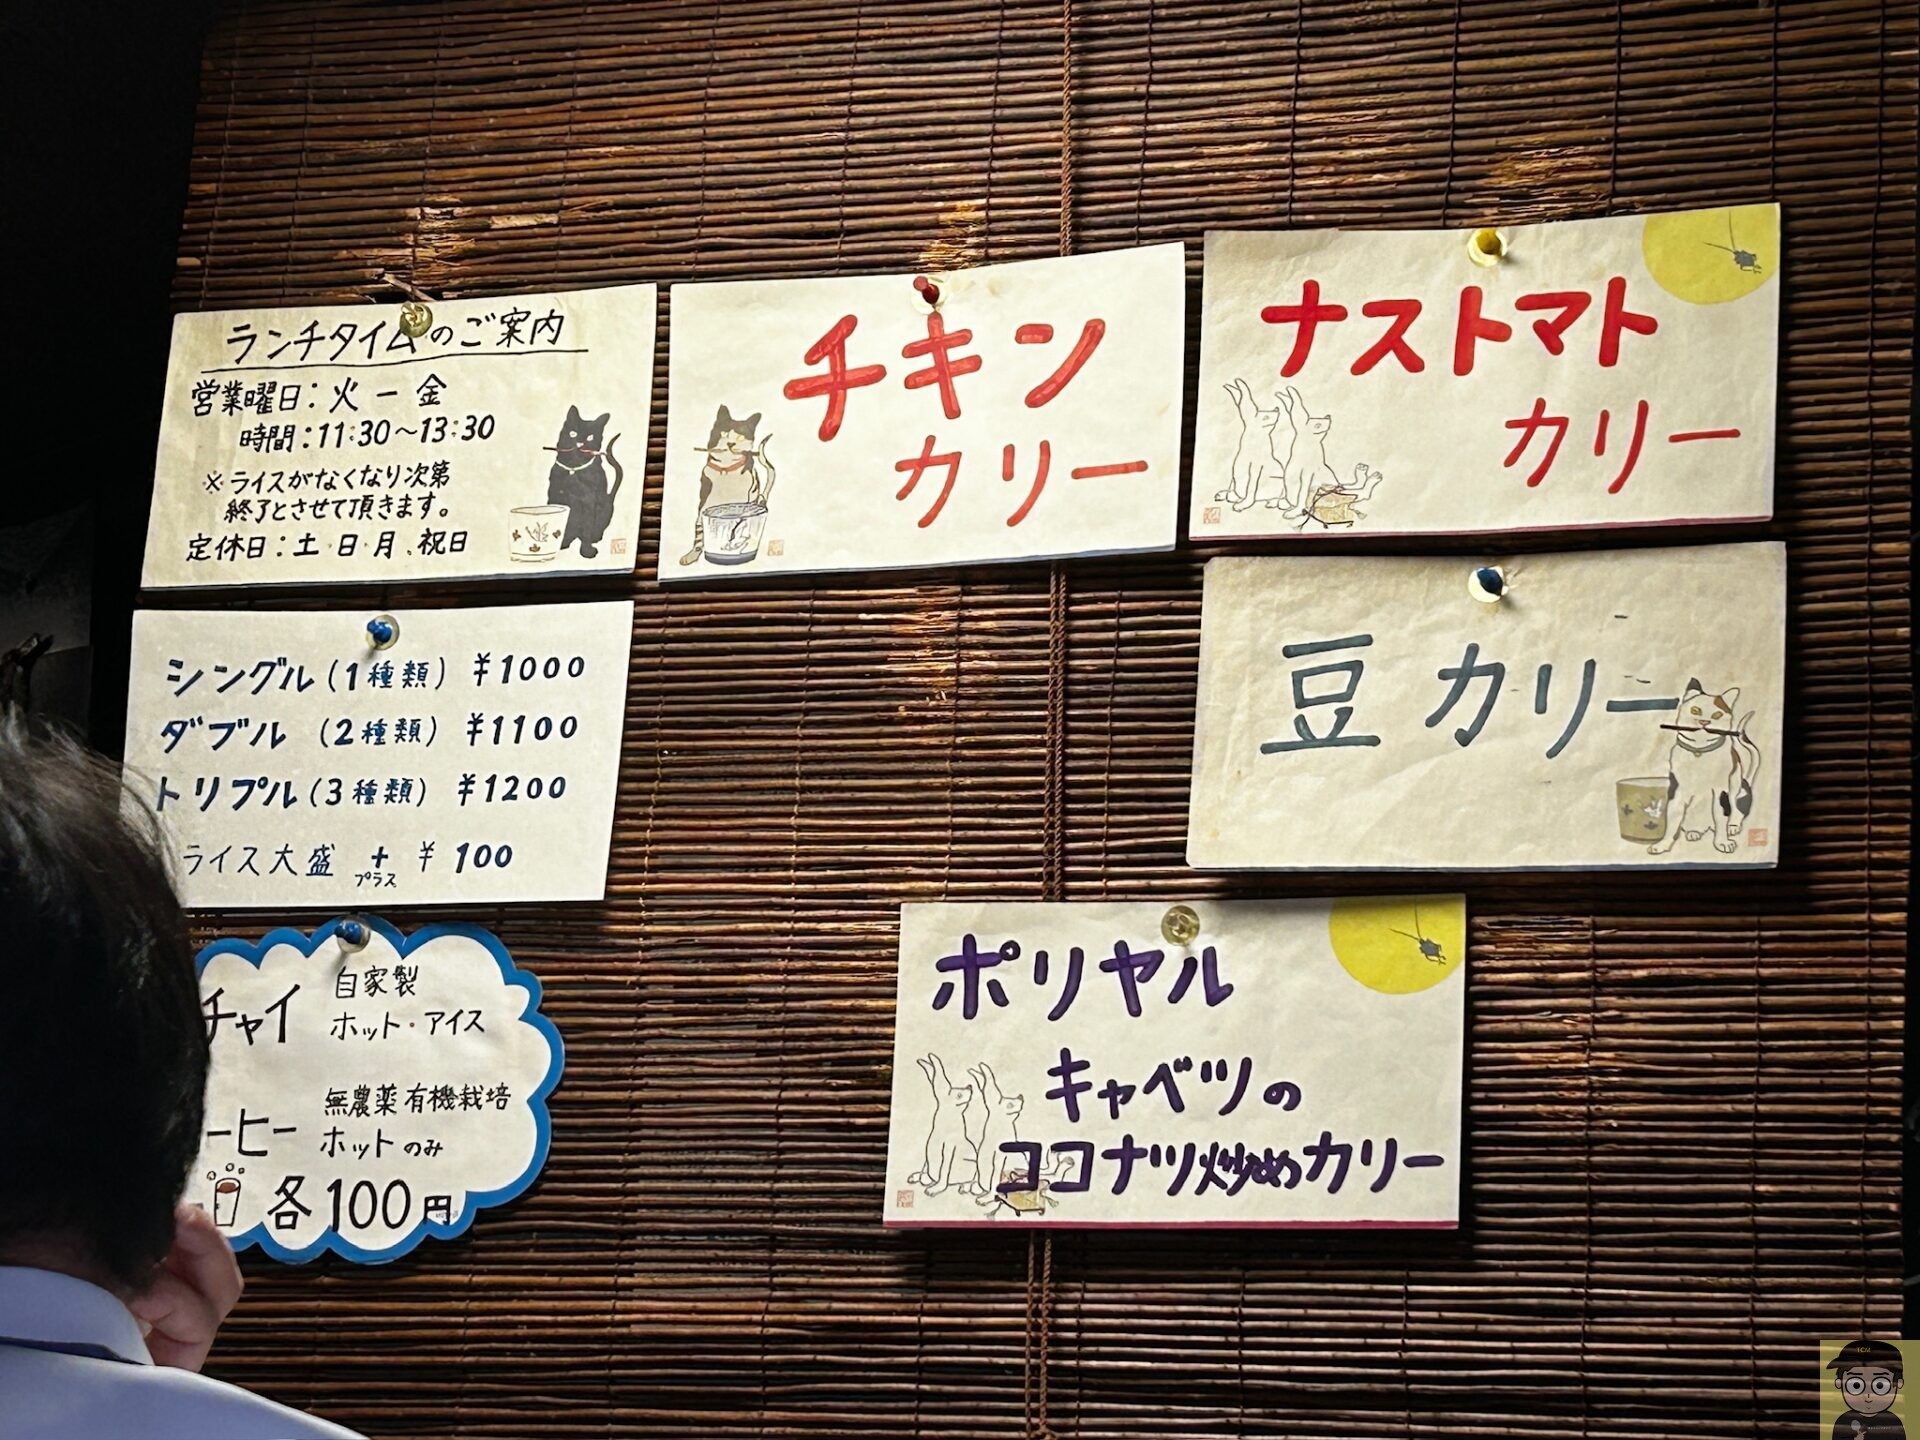 ランチタイムのご案内
営業曜日：火ー金
時間：11:30～13:30
※ライスがなくなり次第
終了とさせて頂きます。
定休日：土・日・月、祝日
チキン
カリー
ナストマト
カリー
シングル（1種類）¥1000
ダブル（2種類）¥1100
トリプル（3種類）¥1200
ライス大盛 + ¥100
プラス
豆カリー
チャイ 自家製
ホット・アイス
ーヒー 無農薬有機栽培
ホットのみ
各100円
ポリヤル
キャベツの
ココナツ炒めカリー
TCM